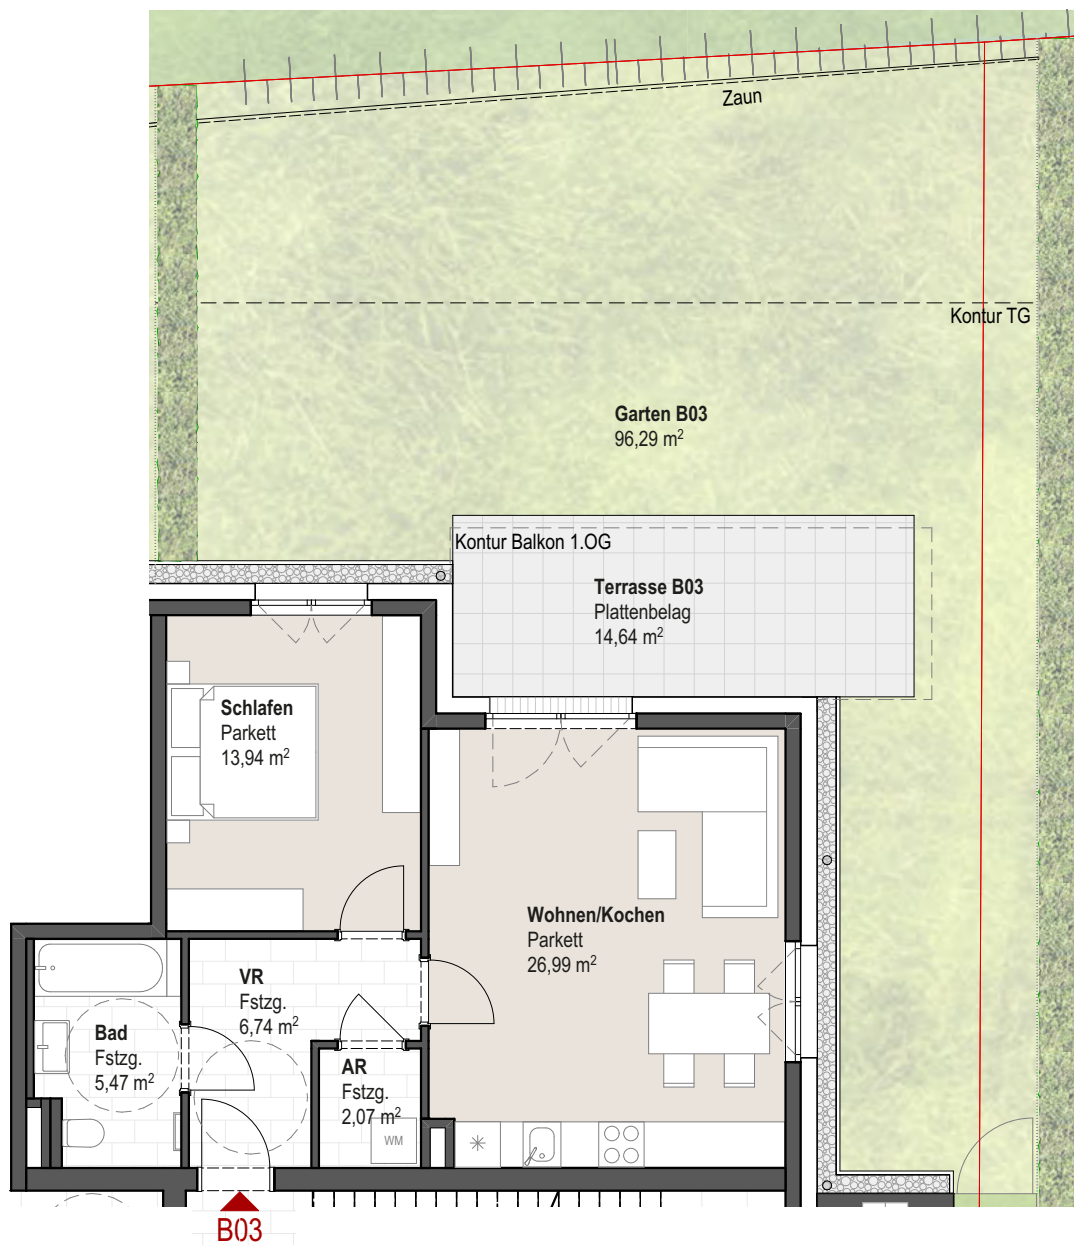 Zaun
Kontur TG
Garten B03
96,29 m²
Kontur Balkon 1.OG
Terrasse B03
Plattenbelag
14,64 m²
Schlafen
Parkett
13,94 m²
Wohnen/Kochen
Parkett
26,99 m²
VR
Fstzg.
6,74 m²
Bad
Fstzg.
5,47 m²
AR
Fstzg.
2,07 m²
WM
B03